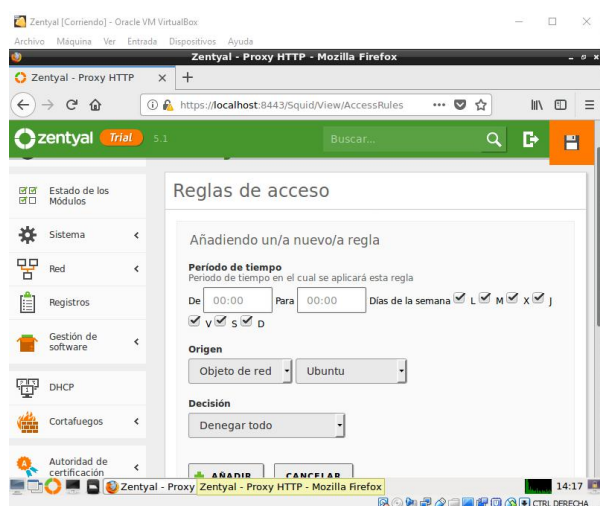 Zentyal [Corriendo] - Oracle VM VirtualBox
Archivo Máquina Ver Entrada Dispositivos Ayuda
Zentyal - Proxy HTTP - Mozilla Firefox
Zentyal - Proxy HTTP
https://localhost:8443/Squid/View/AccessRules
zentyal Trial 5.1 Buscar...
Reglas de acceso
Estado de los
Módulos
Sistema
Red
Registros
Gestión de
software
DHCP
Cortafuegos
Autoridad de
certificación
Añadiendo un/a nuevo/a regla
Período de tiempo
Periodo de tiempo en el cual se aplicará esta regla
De 00:00 Para 00:00 Días de la semana L M X J
V S D
Origen
Objeto de red Ubuntu
Decisión
Denegar todo
AÑADIR CANCELAR
Zentyal - Proxy Zentyal - Proxy HTTP - Mozilla Firefox 14:17
CTRL DERECHA